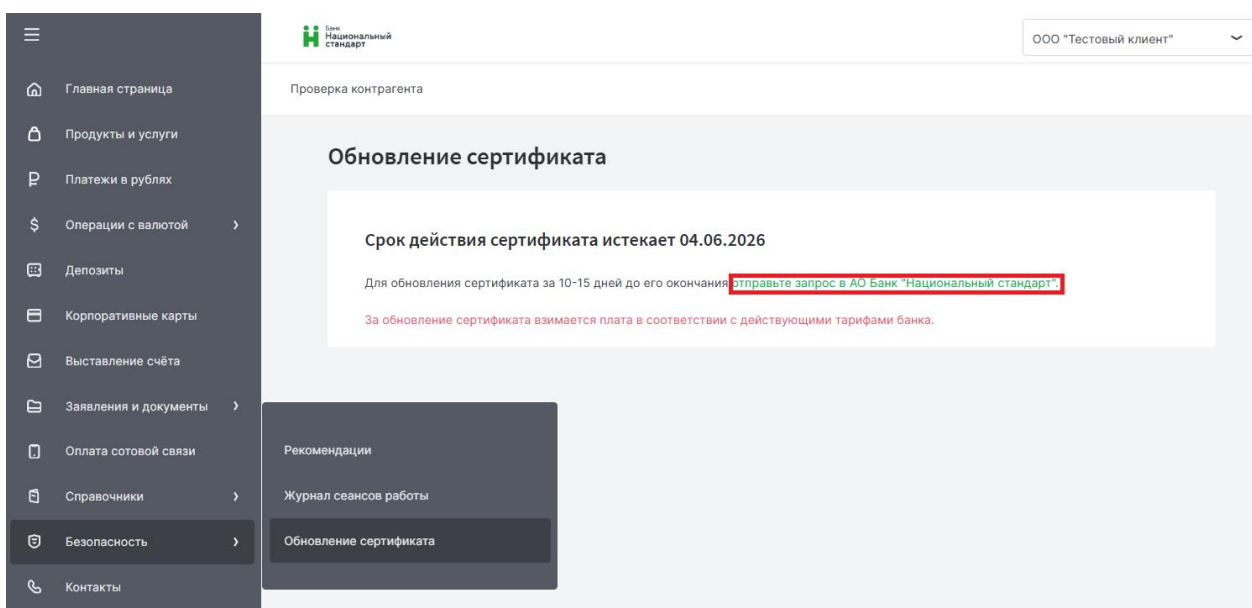 Банк
Национальный
стандарт
ООО "Тестовый клиент"
Главная страница
Продукты и услуги
Платежи в рублях
Операции с валютой
Депозиты
Корпоративные карты
Выставление счёта
Заявления и документы
Оплата сотовой связи
Справочники
Безопасность
Контакты
Проверка контрагента
Обновление сертификата
Срок действия сертификата истекает 04.06.2026
Для обновления сертификата за 10-15 дней до его окончания отправьте запрос в АО Банк "Национальный стандарт".
За обновление сертификата взимается плата в соответствии с действующими тарифами банка.
Рекомендации
Журнал сеансов работы
Обновление сертификата